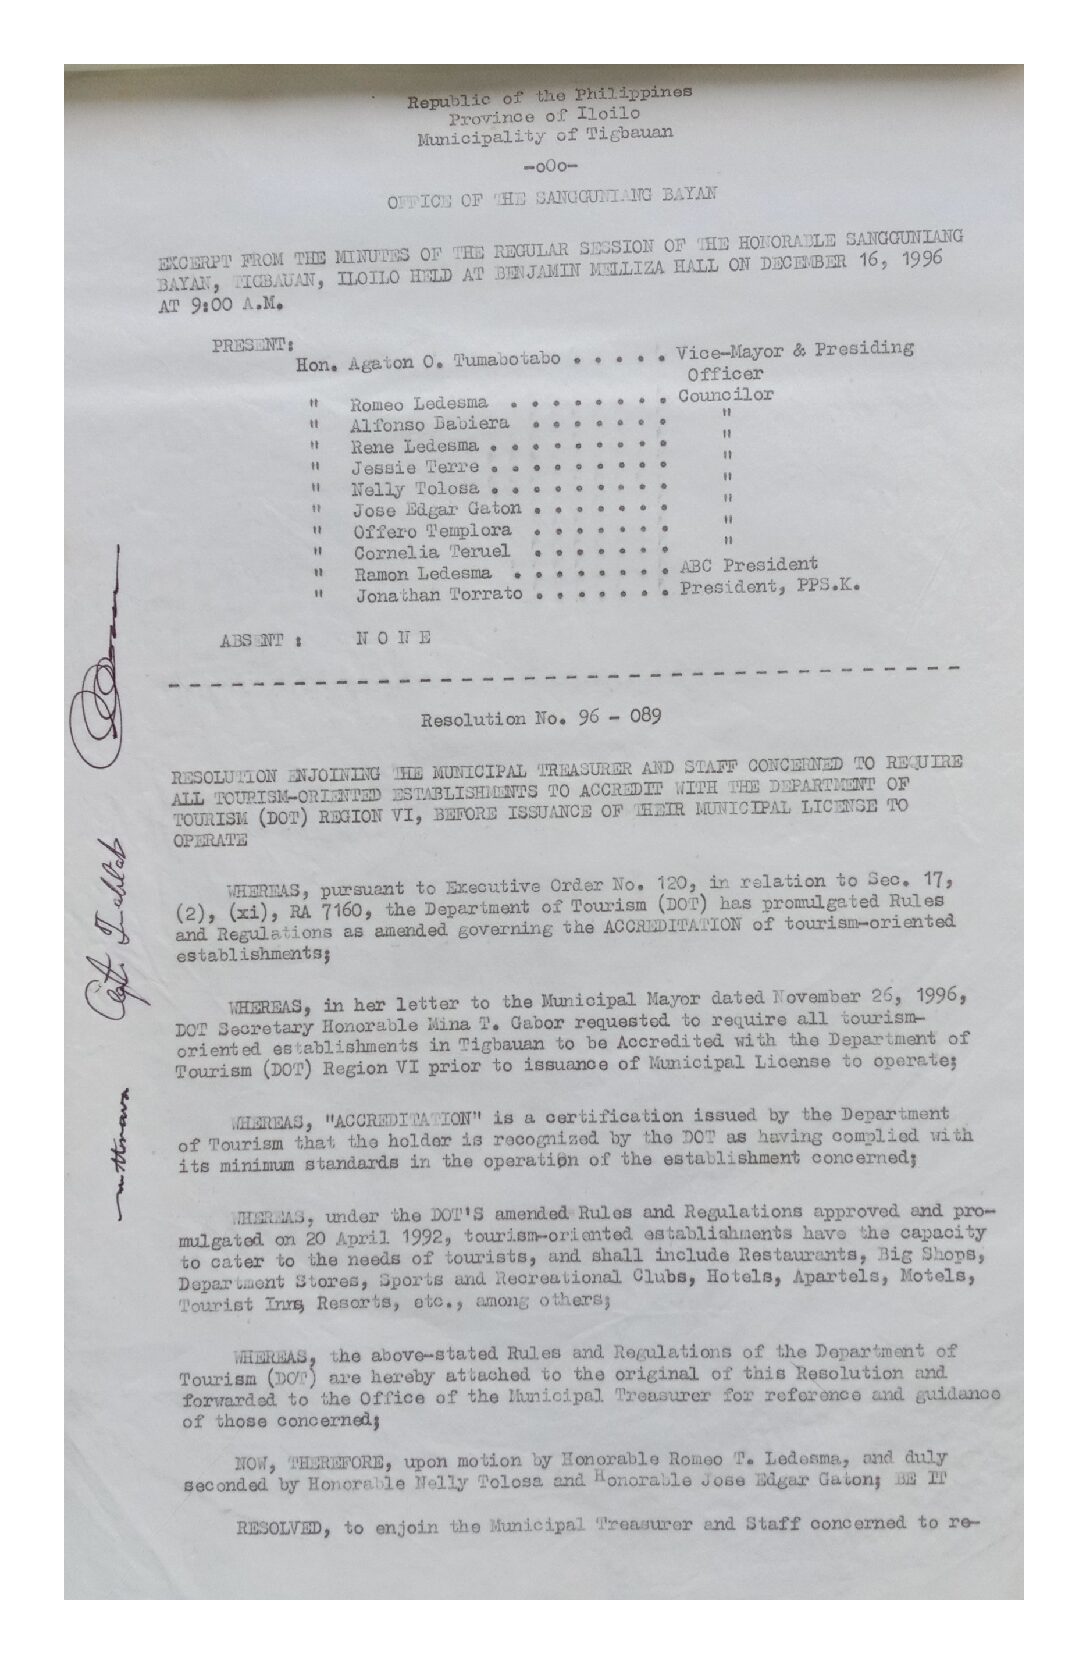 Republic of the Philippines
Province of Iloilo
Municipality of Tigbauan
-oOo-
OFFICE OF THE SANGGUNIANG BAYAN
EXCERPT FROM THE MINUTES OF THE REGULAR SESSION OF THE HONORABLE SANGGUNIANG
BAYAN, TIGBAUAN, ILOILO HELD AT BENJAMIN MELLIZA HALL ON DECEMBER 16, 1996
AT 9:00 A.M.
PRESENT:
Hon. Agaton O. Tumabotabo . . . . . Vice-Mayor & Presiding
Officer
" Romeo Ledesma . . . . . . . . Councilor
" Alfonso Babiera . . . . . . . "
" Rene Ledesma . . . . . . . . . "
" Jessie Terre . . . . . . . . . "
" Nelly Tolosa . . . . . . . . . "
" Jose Edgar Gaton . . . . . . . "
" Offero Templora . . . . . . . "
" Cornelia Teruel . . . . . . . "
" Ramon Ledesma . . . . . . . . ABC President
" Jonathan Torrato . . . . . . . President, PPS.K.
ABSENT : N O N E
Resolution No. 96 - 089
RESOLUTION ENJOINING THE MUNICIPAL TREASURER AND STAFF CONCERNED TO REQUIRE
ALL TOURISM-ORIENTED ESTABLISHMENTS TO ACCREDIT WITH THE DEPARTMENT OF
TOURISM (DOT) REGION VI, BEFORE ISSUANCE OF THEIR MUNICIPAL LICENSE TO
OPERATE
WHEREAS, pursuant to Executive Order No. 120, in relation to Sec. 17,
(2), (xi), RA 7160, the Department of Tourism (DOT) has promulgated Rules
and Regulations as amended governing the ACCREDITATION of tourism-oriented
establishments;
WHEREAS, in her letter to the Municipal Mayor dated November 26, 1996,
DOT Secretary Honorable Mina T. Gabor requested to require all tourism-
oriented establishments in Tigbauan to be Accredited with the Department of
Tourism (DOT) Region VI prior to issuance of Municipal License to operate;
WHEREAS, "ACCREDITATION" is a certification issued by the Department
of Tourism that the holder is recognized by the DOT as having complied with
its minimum standards in the operation of the establishment concerned;
WHEREAS, under the DOT'S amended Rules and Regulations approved and pro-
mulgated on 20 April 1992, tourism-oriented establishments have the capacity
to cater to the needs of tourists, and shall include Restaurants, Big Shops,
Department Stores, Sports and Recreational Clubs, Hotels, Apartels, Motels,
Tourist Inns, Resorts, etc., among others;
WHEREAS, the above-stated Rules and Regulations of the Department of
Tourism (DOT) are hereby attached to the original of this Resolution and
forwarded to the Office of the Municipal Treasurer for reference and guidance
of those concerned;
NOW, THEREFORE, upon motion by Honorable Romeo T. Ledesma, and duly
seconded by Honorable Nelly Tolosa and Honorable Jose Edgar Gaton; BE IT
RESOLVED, to enjoin the Municipal Treasurer and Staff concerned to re-